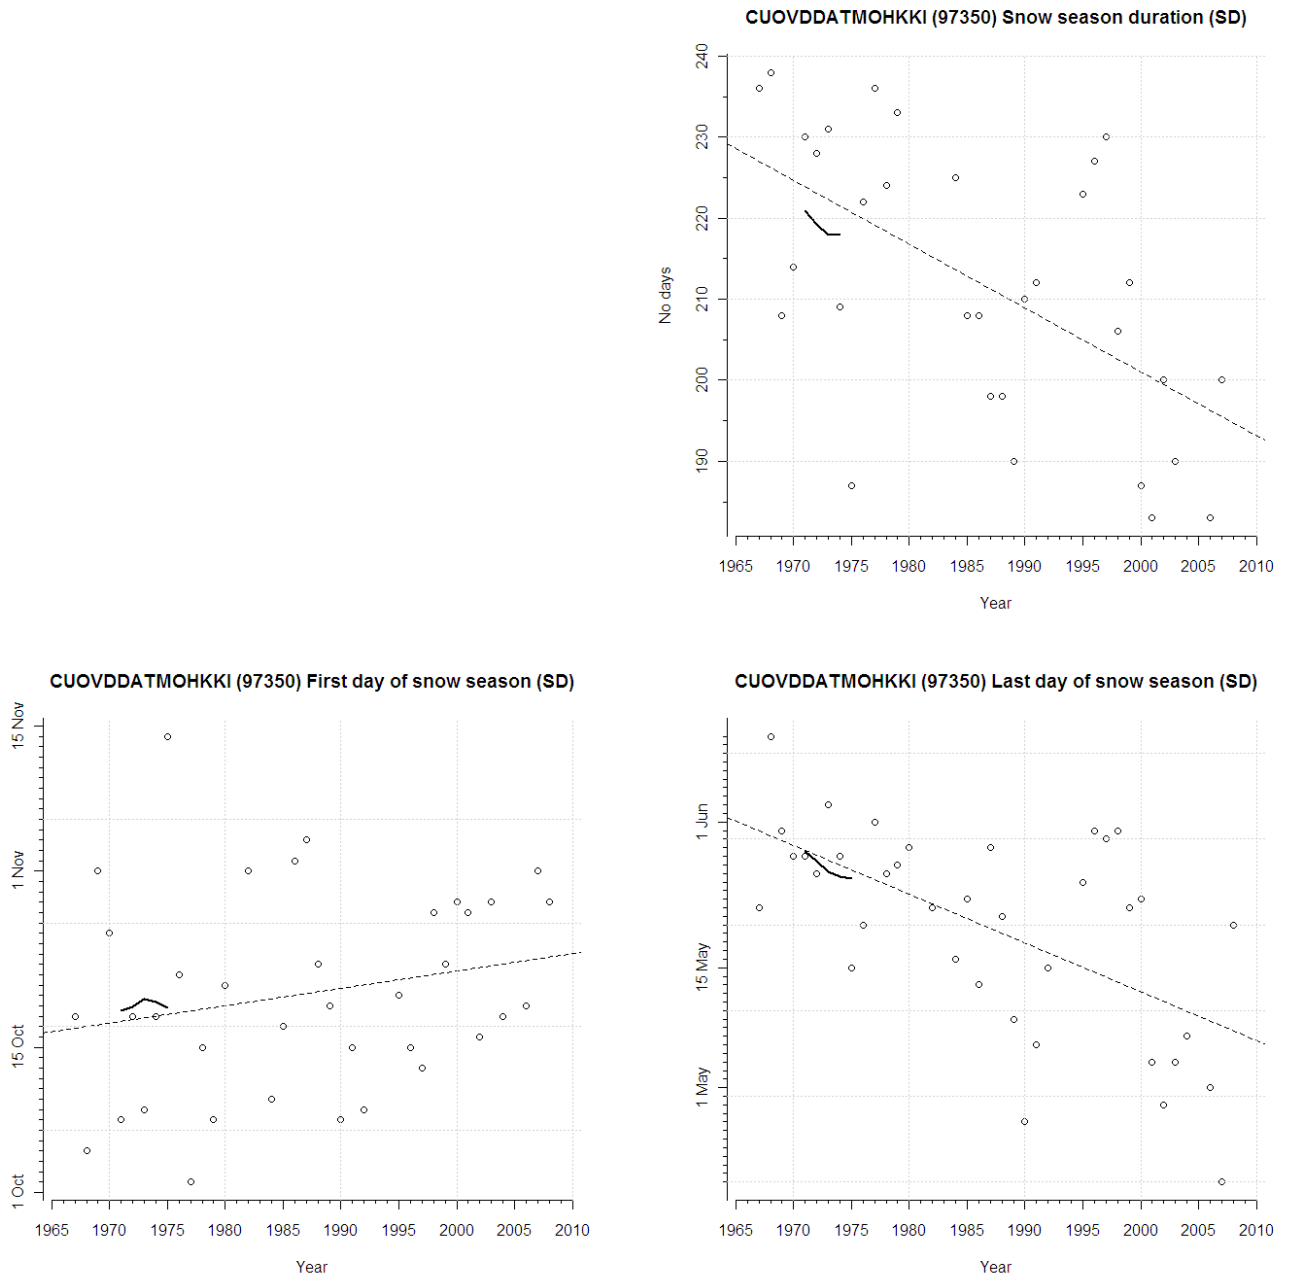 CUOVDDATMOHKKI (97350) Snow season duration (SD)
No days
240
230
220
210
200
190
1965 1970 1975 1980 1985 1990 1995 2000 2005 2010
Year
CUOVDDATMOHKKI (97350) First day of snow season (SD)
15 Nov
1 Nov
15 Oct
1 Oct
1965 1970 1975 1980 1985 1990 1995 2000 2005 2010
Year
CUOVDDATMOHKKI (97350) Last day of snow season (SD)
1 Jun
15 May
1 May
1965 1970 1975 1980 1985 1990 1995 2000 2005 2010
Year